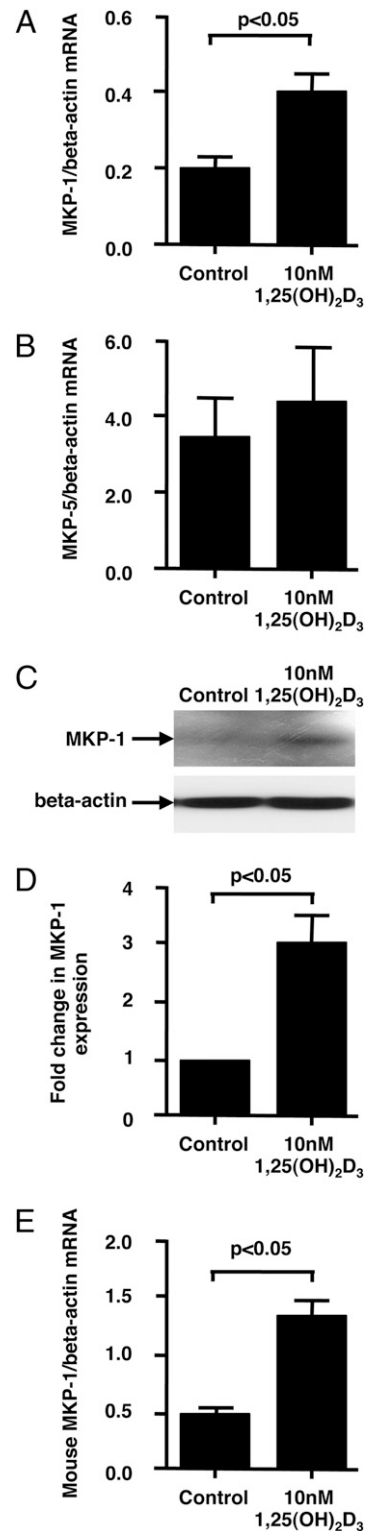 A
MKP-1/beta-actin mRNA
0.6
0.4
0.2
0.0
p<0.05
Control
10nM
1,25(OH)₂D₃
B
MKP-5/beta-actin mRNA
6.0
4.0
2.0
0.0
Control
10nM
1,25(OH)₂D₃
C
10nM
Control 1,25(OH)₂D₃
MKP-1
beta-actin
D
Fold change in MKP-1
expression
4
3
2
1
0
p<0.05
Control
10nM
1,25(OH)₂D₃
E
Mouse MKP-1/beta-actin mRNA
2.0
1.5
1.0
0.5
0.0
p<0.05
Control
10nM
1,25(OH)₂D₃